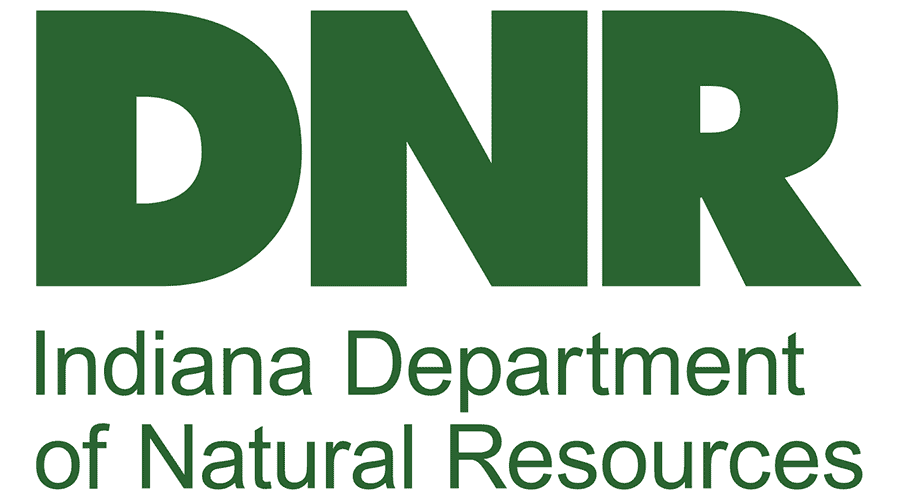 DNR
Indiana Department
of Natural Resources